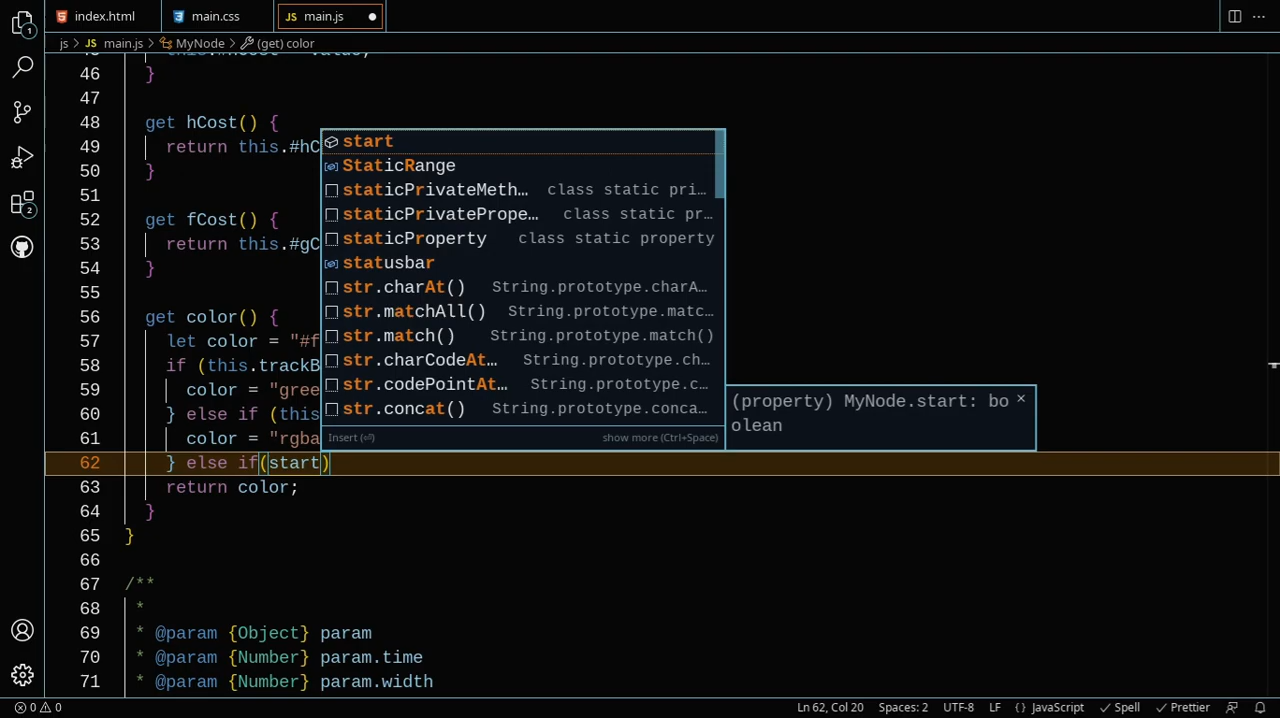 index.html
main.css
JS main.js
js > JS main.js > MyNode > (get) color
46 }
47
48 get hCost() {
49 return this.#hC
50 }
51
52 get fCost() {
53 return this.#gC
54 }
55
56 get color() {
57 let color = "#f
58 if (this.trackB
59 color = "gree
60 } else if (this
61 color = "rgba
62 } else if(start)
63 return color;
64 }
65 }
66
67 /**
68 *
69 * @param {Object} param
70 * @param {Number} param.time
71 * @param {Number} param.width
start
StaticRange
staticPrivateMeth… class static pri…
staticPrivatePrope… class static pr…
staticProperty class static property
statusbar
str.charAt() String.prototype.charA…
str.matchAll() String.prototype.matc…
str.match() String.prototype.match()
str.charCodeAt… String.prototype.ch…
str.codePointAt… String.prototype.c…
str.concat() String.prototype.conca…
Insert (⏎) show more (Ctrl+Space)
(property) MyNode.start: bo
olean
1
2
0 0
Ln 62, Col 20 Spaces: 2 UTF-8 LF {} JavaScript Spell Prettier